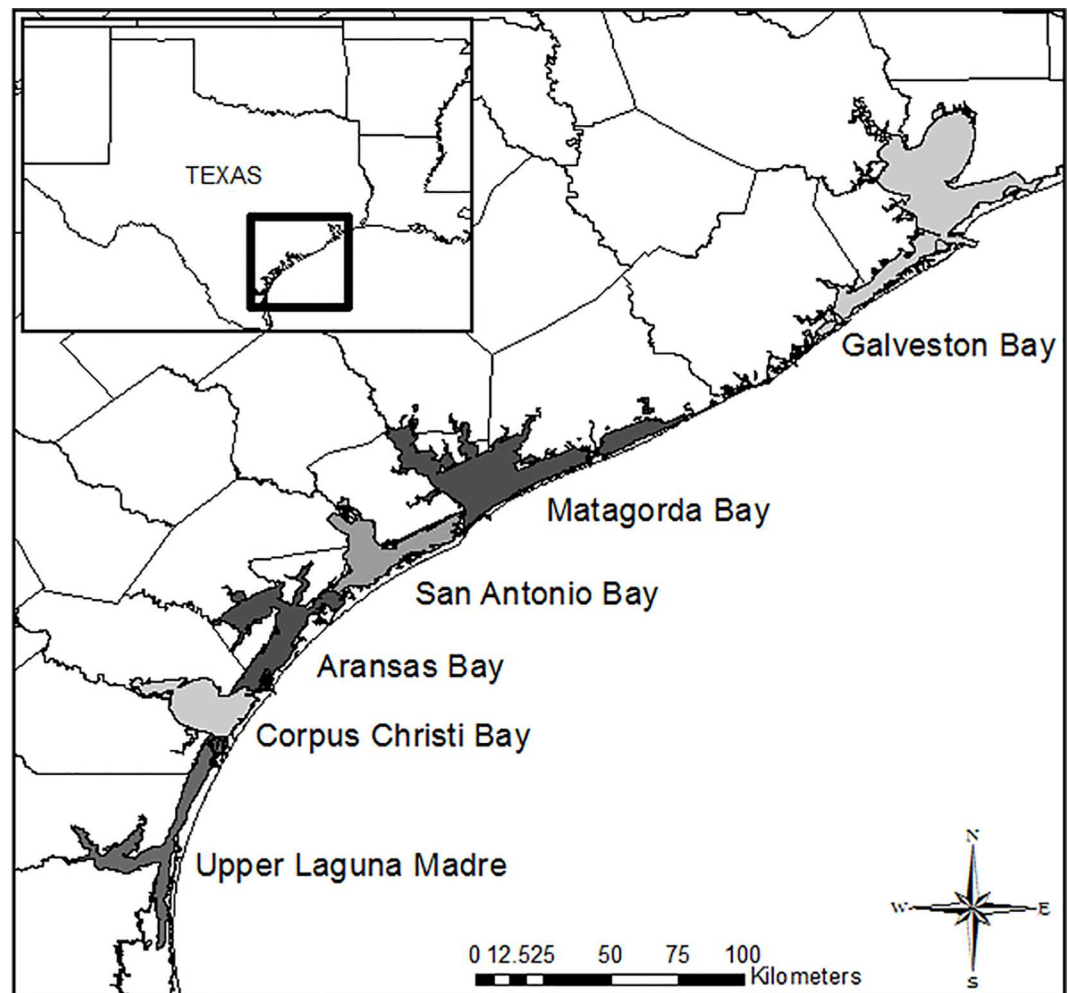 TEXAS
Galveston Bay
Matagorda Bay
San Antonio Bay
Aransas Bay
Corpus Christi Bay
Upper Laguna Madre
N
W E
S
0 12.525 50 75 100
Kilometers